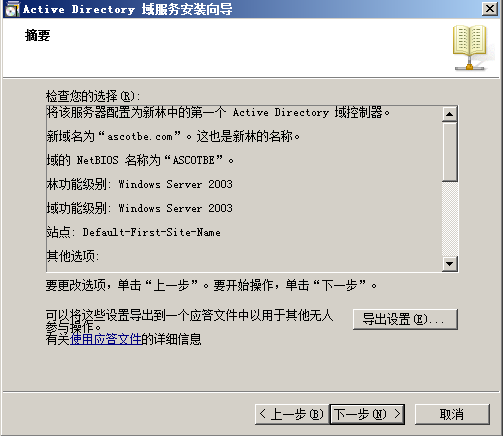 Active Directory 域服务安装向导
摘要
检查您的选择(R):
将该服务器配置为新林中的第一个 Active Directory 域控制器。
新域名为“ascotbe.com”。这也是新林的名称。
域的 NetBIOS 名称为“ASCOTBE”。
林功能级别: Windows Server 2003
域功能级别: Windows Server 2003
站点: Default-First-Site-Name
其他选项:
要更改选项，单击“上一步”。要开始操作，单击“下一步”。
可以将这些设置导出到一个应答文件中以用于其他无人
参与操作。
导出设置(E)...
有关使用应答文件的详细信息
< 上一步(B) 下一步(N) > 取消